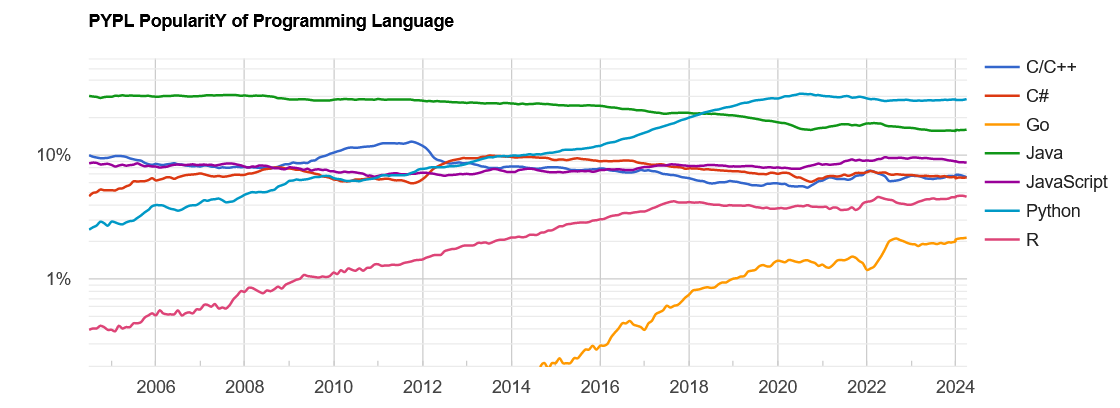 PYPL PopularitY of Programming Language
C/C++
C#
Go
Java
JavaScript
Python
R
10%
1%
2006 2008 2010 2012 2014 2016 2018 2020 2022 2024